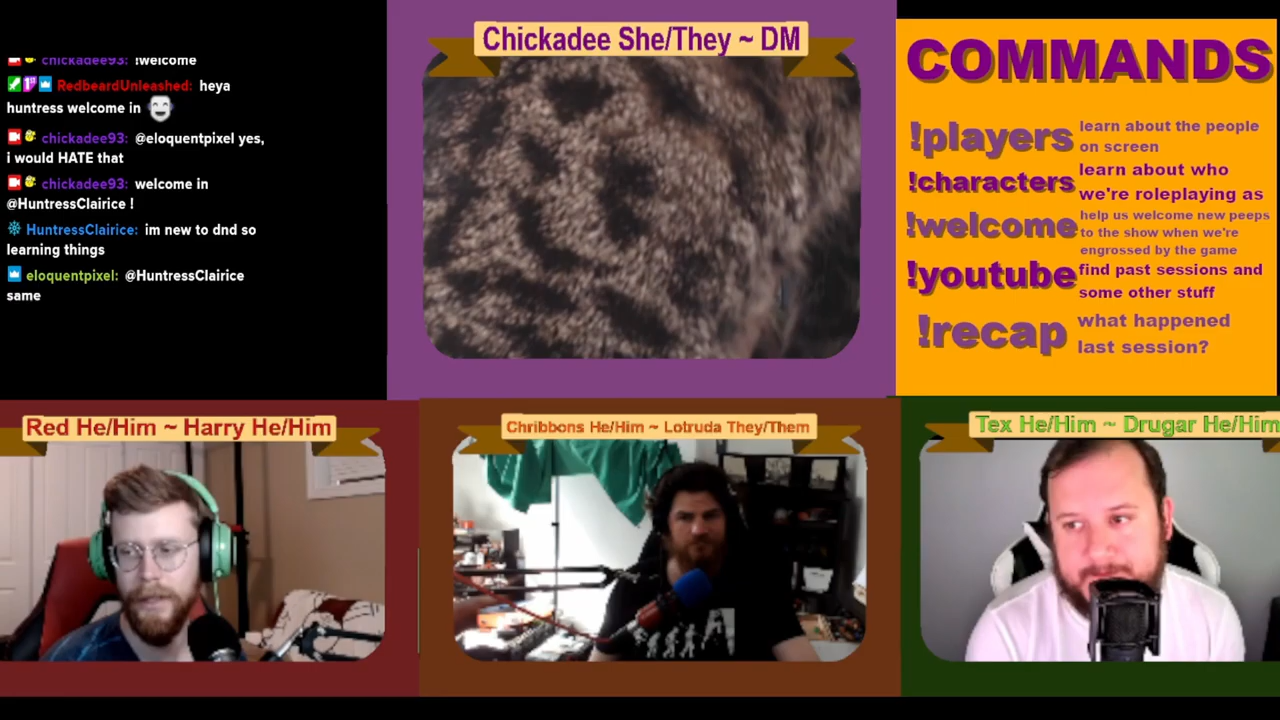 chickadee93: !welcome
RedbeardUnleashed: heya
huntress welcome in
chickadee93: @eloquentpixel yes,
i would HATE that
chickadee93: welcome in
@HuntressClairice !
HuntressClairice: im new to dnd so
learning things
eloquentpixel: @HuntressClairice
same
Chickadee She/They ~ DM
COMMANDS
!players learn about the people
on screen
!characters learn about who
we're roleplaying as
!welcome help us welcome new peeps
to the show when we're
engrossed by the game
!youtube find past sessions and
some other stuff
!recap what happened
last session?
Red He/Him ~ Harry He/Him
Chribbons He/Him ~ Lotruda They/Them
Tex He/Him ~ Drugar He/Him